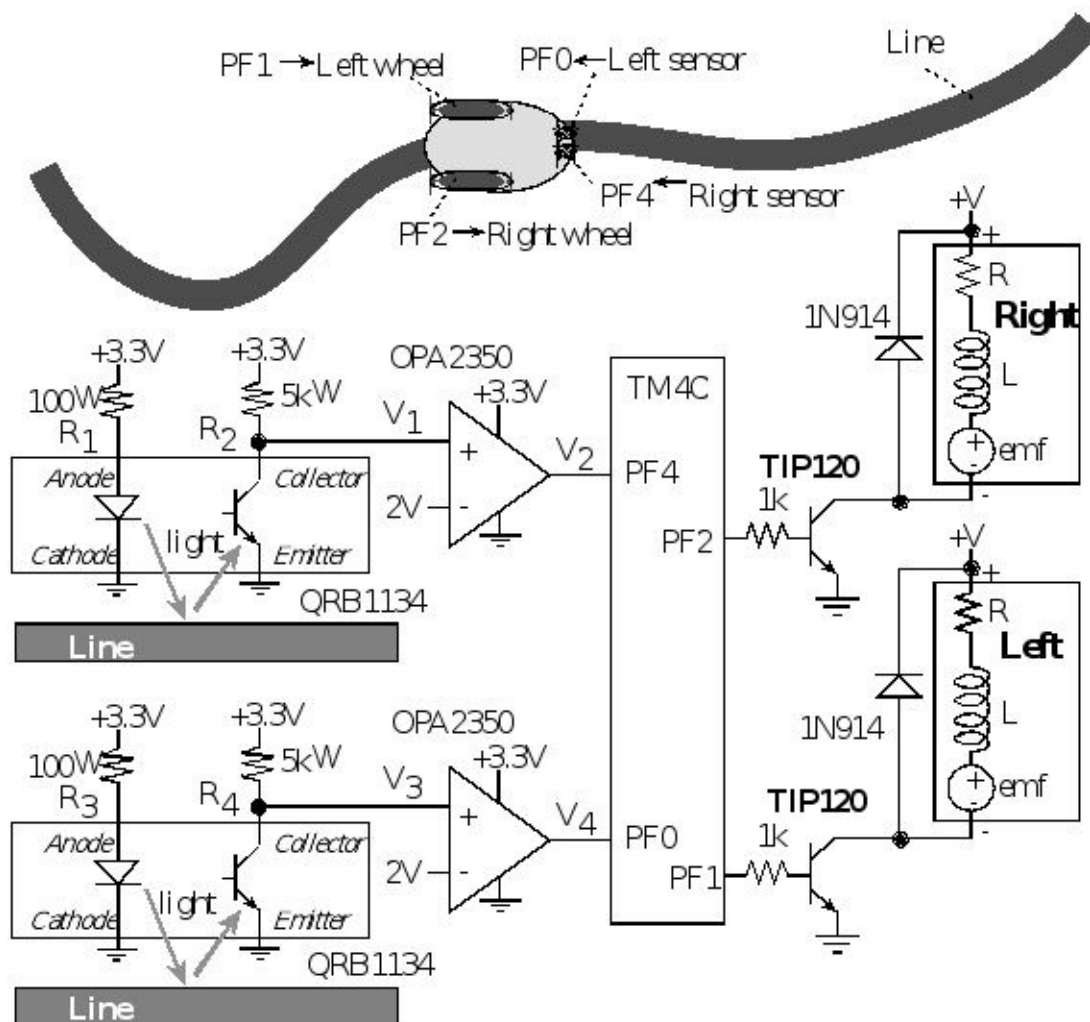 Line
PF1 → Left wheel
PF0 ← Left sensor
PF4 ← Right sensor
PF2 → Right wheel
+V
+
R
Right
1N914
L
emf
-
+3.3V
+3.3V
OPA2350
100W
5kW
+3.3V
TM4C
R1
R2
V1
+
V2
PF4
TIP120
1k
Anode
Collector
2V
-
light
PF2
Cathode
Emitter
QRB1134
Line
+V
+
R
Left
1N914
L
emf
-
+3.3V
+3.3V
OPA2350
100W
5kW
+3.3V
R3
R4
V3
+
V4
PF0
TIP120
1k
Anode
Collector
2V
-
PF1
light
Cathode
Emitter
QRB1134
Line